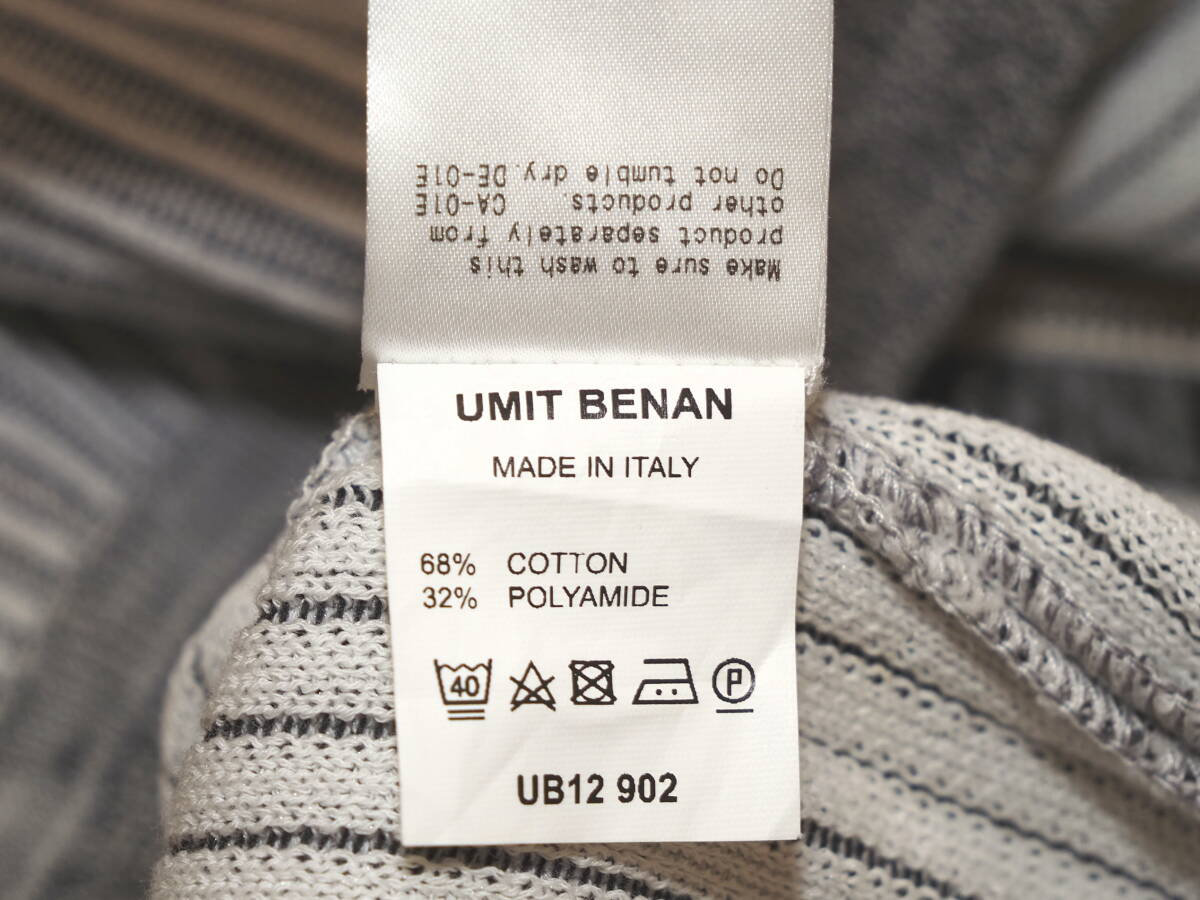 Make sure to wash this
product separately from
other products. CA-01E
Do not tumble dry. DE-01E
UMIT BENAN
MADE IN ITALY
68% COTTON
32% POLYAMIDE
40
P
UB12 902